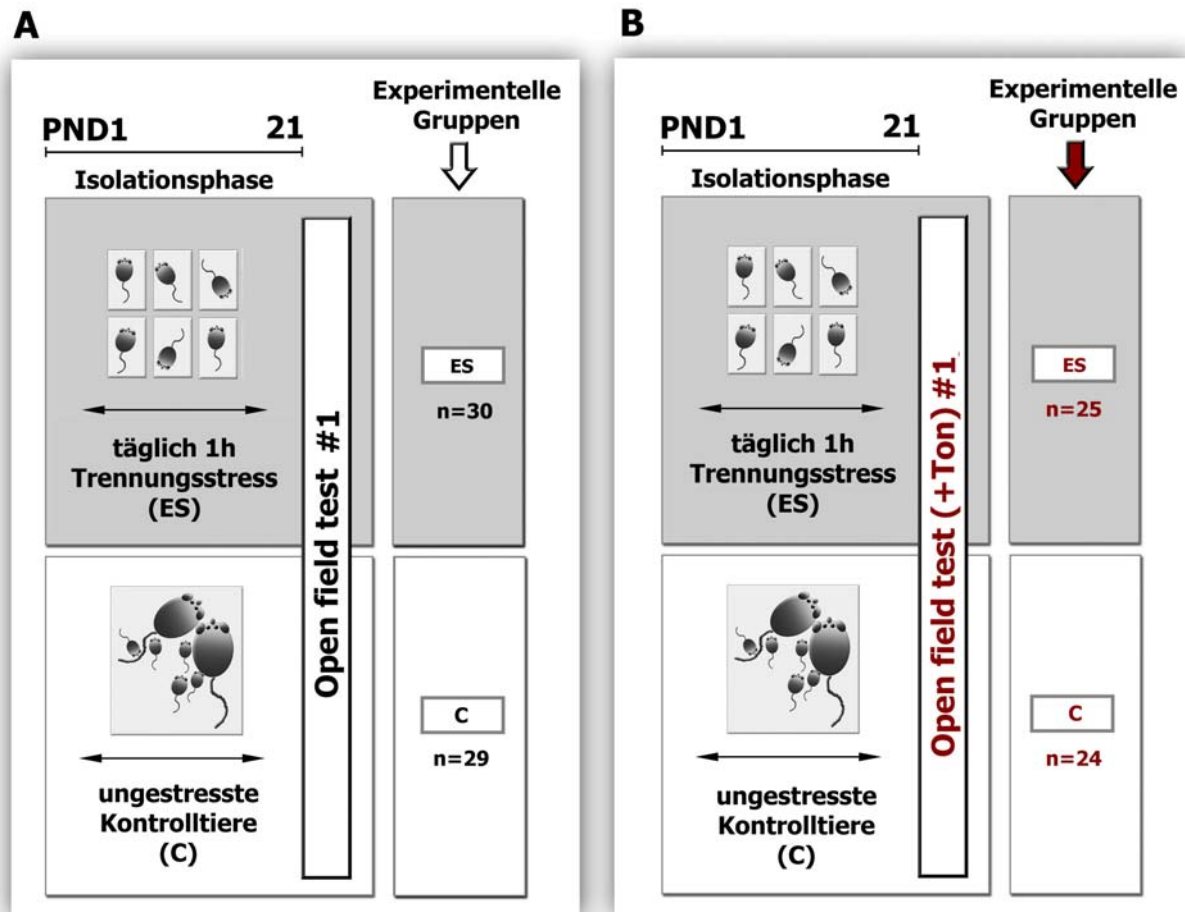 A
PND1 21
Isolationsphase
Experimentelle
Gruppen
täglich 1h
Trennungsstress
(ES)
ES
n=30
Open field test #1
ungestresste
Kontrolltiere
(C)
C
n=29
B
PND1 21
Isolationsphase
Experimentelle
Gruppen
täglich 1h
Trennungsstress
(ES)
ES
n=25
Open field test (+Ton) #1
ungestresste
Kontrolltiere
(C)
C
n=24